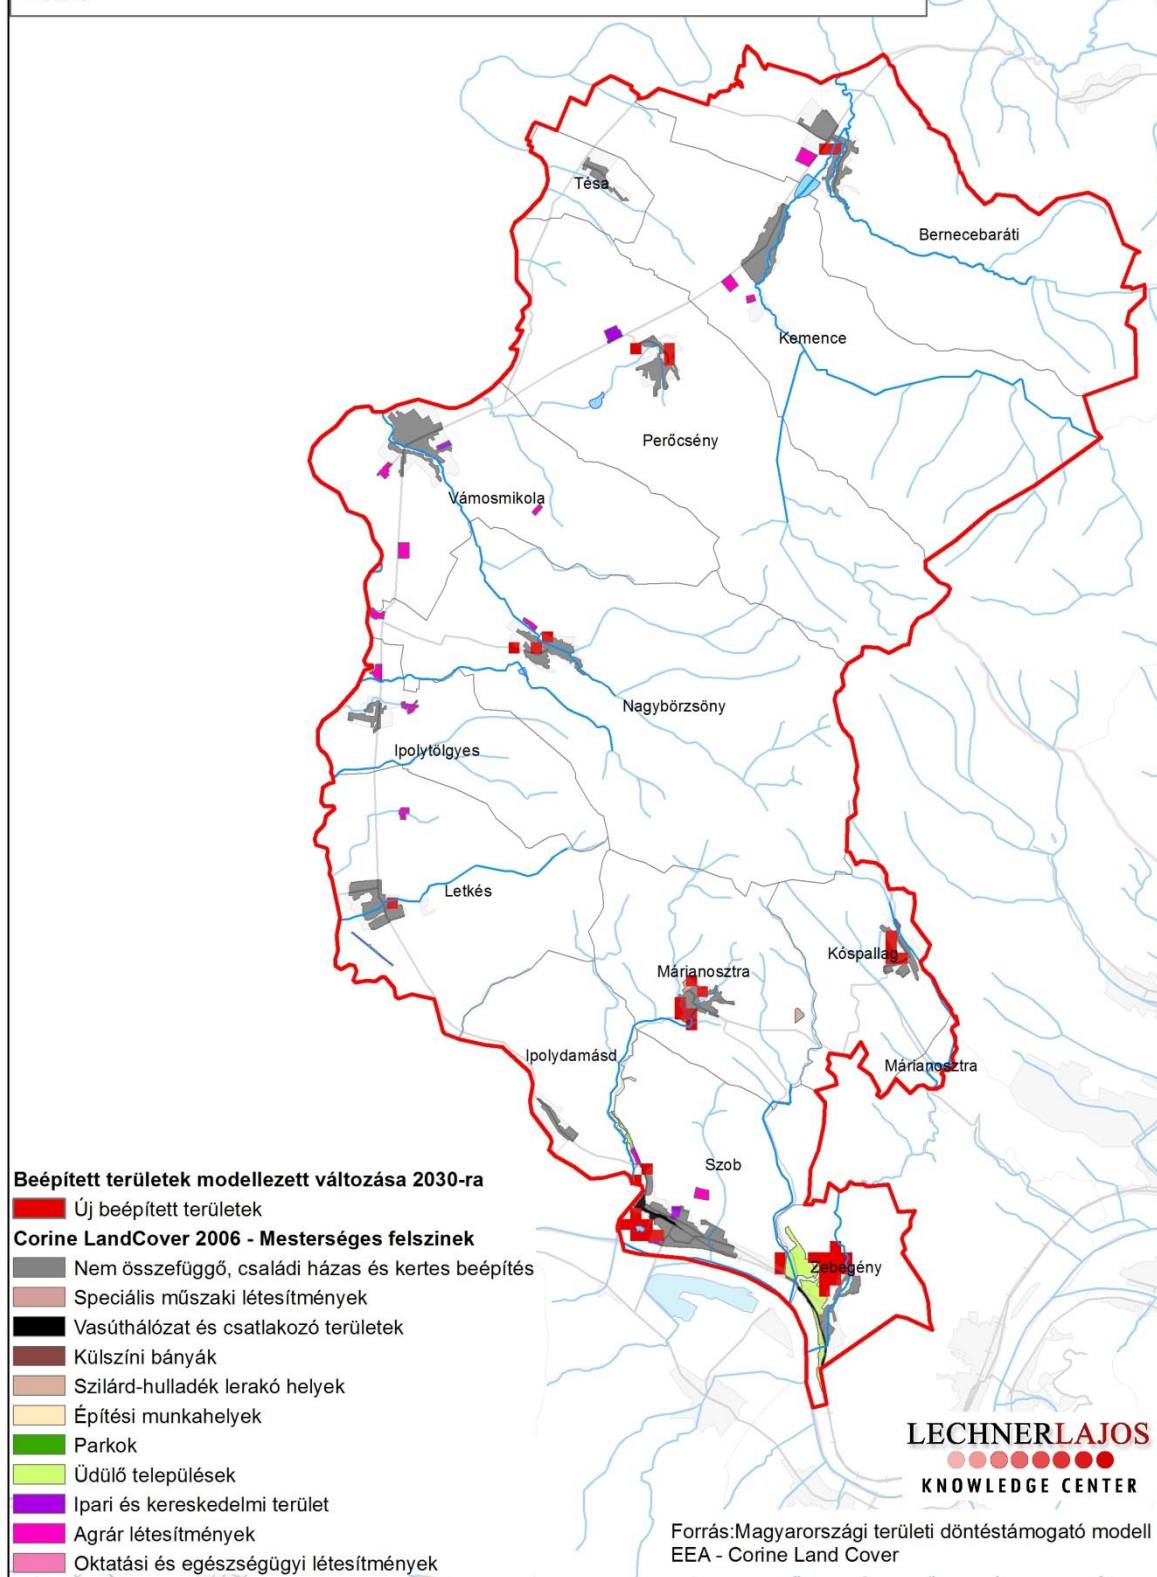 Tésa
Bernecebaráti
Kemence
Perőcsény
Vámosmikola
Nagybörzsöny
Ipolytölgyes
Letkés
Kóspallag
Márianosztra
Ipolydamásd
Márianosztra
Szob
Zebegény
Beépített területek modellezett változása 2030-ra
Új beépített területek
Corine LandCover 2006 - Mesterséges felszinek
Nem összefüggő, családi házas és kertes beépítés
Speciális műszaki létesítmények
Vasúthálózat és csatlakozó területek
Külszíni bányák
Szilárd-hulladék lerakó helyek
Építési munkahelyek
Parkok
Üdülő települések
Ipari és kereskedelmi terület
Agrár létesítmények
Oktatási és egészségügyi létesítmények
LECHNERLAJOS
KNOWLEDGE CENTER
Forrás:Magyarországi területi döntéstámogató modell
EEA - Corine Land Cover